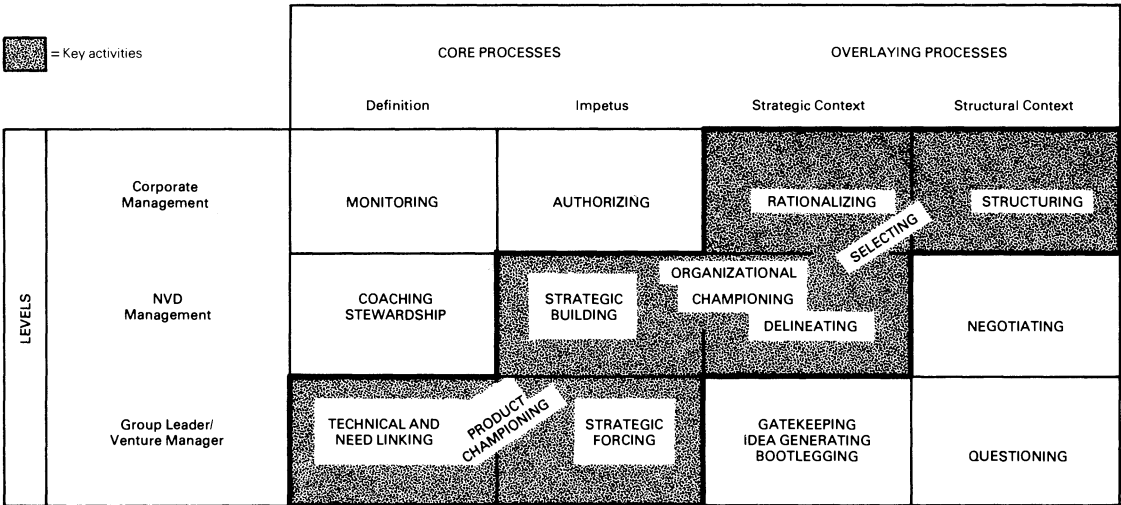 = Key activities
CORE PROCESSES
OVERLAYING PROCESSES
Definition
Impetus
Strategic Context
Structural Context
LEVELS
Corporate
Management
MONITORING
AUTHORIZING
RATIONALIZING
SELECTING
STRUCTURING
NVD
Management
COACHING
STEWARDSHIP
STRATEGIC
BUILDING
ORGANIZATIONAL
CHAMPIONING
DELINEATING
NEGOTIATING
Group Leader/
Venture Manager
TECHNICAL AND
NEED LINKING
PRODUCT
CHAMPIONING
STRATEGIC
FORCING
GATEKEEPING
IDEA GENERATING
BOOTLEGGING
QUESTIONING